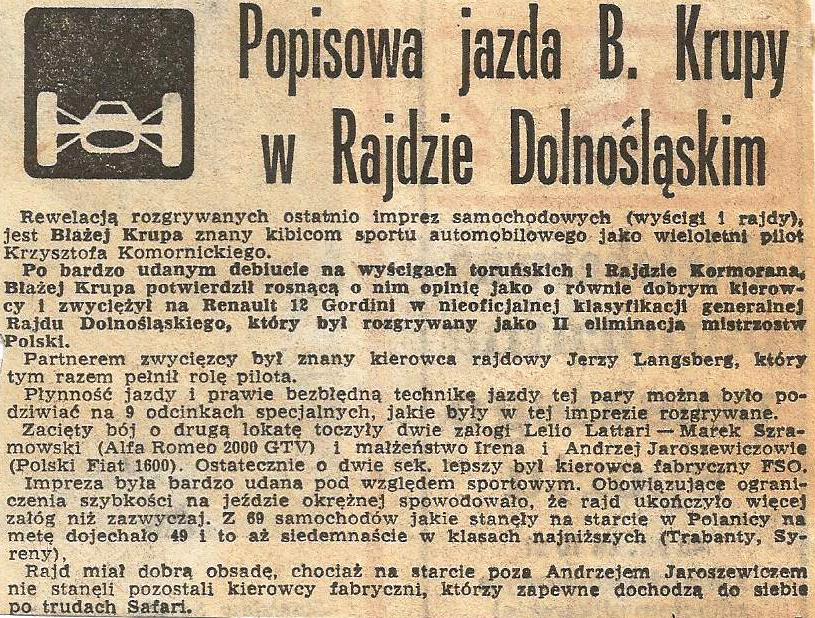 Popisowa jazda B. Krupy
w Rajdzie Dolnośląskim
Rewelacją rozgrywanych ostatnio imprez samochodowych (wyścigi i rajdy),
jest Błażej Krupa znany kibicom sportu automobilowego jako wieloletni pilot
Krzysztofa Komornickiego.
Po bardzo udanym debiucie na wyścigach toruńskich i Rajdzie Kormorana,
Błażej Krupa potwierdził rosnącą o nim opinię jako o równie dobrym kierow-
cy i zwyciężył na Renault 12 Gordini w nieoficjalnej klasyfikacji generalnej
Rajdu Dolnośląskiego, który był rozgrywany jako II eliminacja mistrzostw
Polski.
Partnerem zwycięzcy był znany kierowca rajdowy Jerzy Langsberg, który
tym razem pełnił rolę pilota.
Płynność jazdy i prawie bezbłędną technikę jazdy tej pary można było po-
dziwiać na 9 odcinkach specjalnych, jakie były w tej imprezie rozgrywane.
Zacięty bój o drugą lokatę toczyły dwie załogi Lelio Lattari — Marek Szra-
mowski (Alfa Romeo 2000 GTV) i małżeństwo Irena i Andrzej Jaroszewiczowie
(Polski Fiat 1600). Ostatecznie o dwie sek. lepszy był kierowca fabryczny FSO.
Impreza była bardzo udana pod względem sportowym. Obowiązujące ograni-
czenia szybkości na jeździe okrężnej spowodowało, że rajd ukończyło więcej
załóg niż zazwyczaj. Z 69 samochodów jakie stanęły na starcie w Polanicy na
metę dojechało 49 i to aż siedemnaście w klasach najniższych (Trabanty, Sy-
reny),
Rajd miał dobrą obsadę, chociaż na starcie poza Andrzejem Jaroszewiczem
nie stanęli pozostali kierowcy fabryczni, którzy zapewne dochodzą do siebie
po trudach Safari.